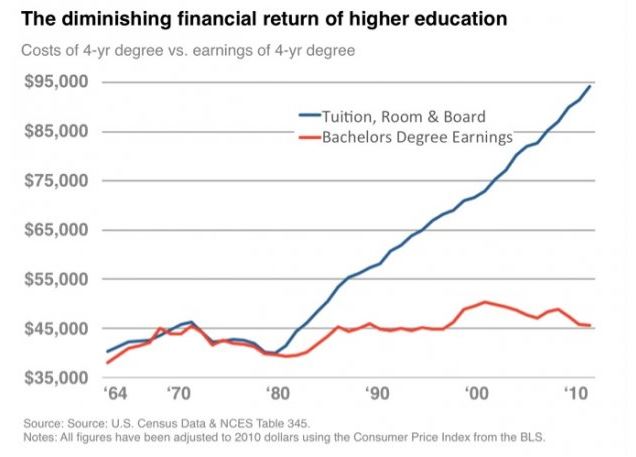 The diminishing financial return of higher education
Costs of 4-yr degree vs. earnings of 4-yr degree
$95,000
Tuition, Room & Board
$85,000
Bachelors Degree Earnings
$75,000
$65,000
$55,000
$45,000
$35,000
‘64 ‘70 ‘80 ‘90 ‘00 ‘10
Source: Source: U.S. Census Data & NCES Table 345.
Notes: All figures have been adjusted to 2010 dollars using the Consumer Price Index from the BLS.